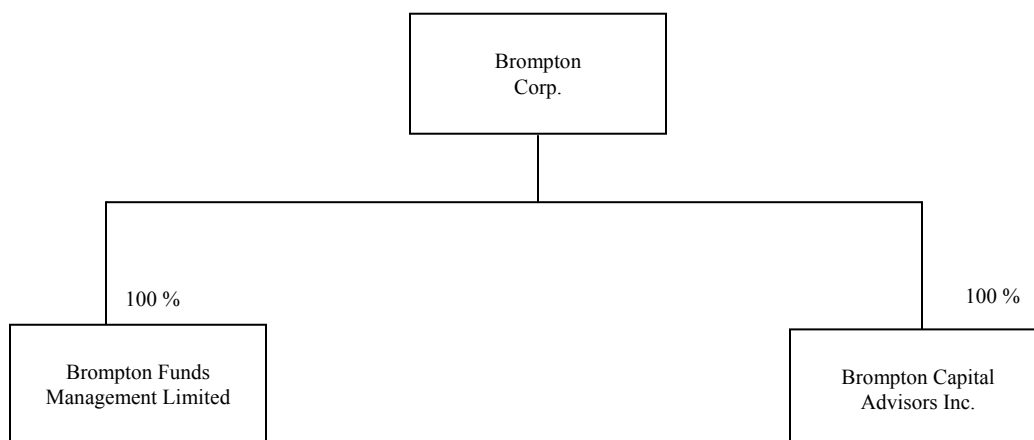 Brompton
Corp.
100 %
100 %
Brompton Funds
Management Limited
Brompton Capital
Advisors Inc.